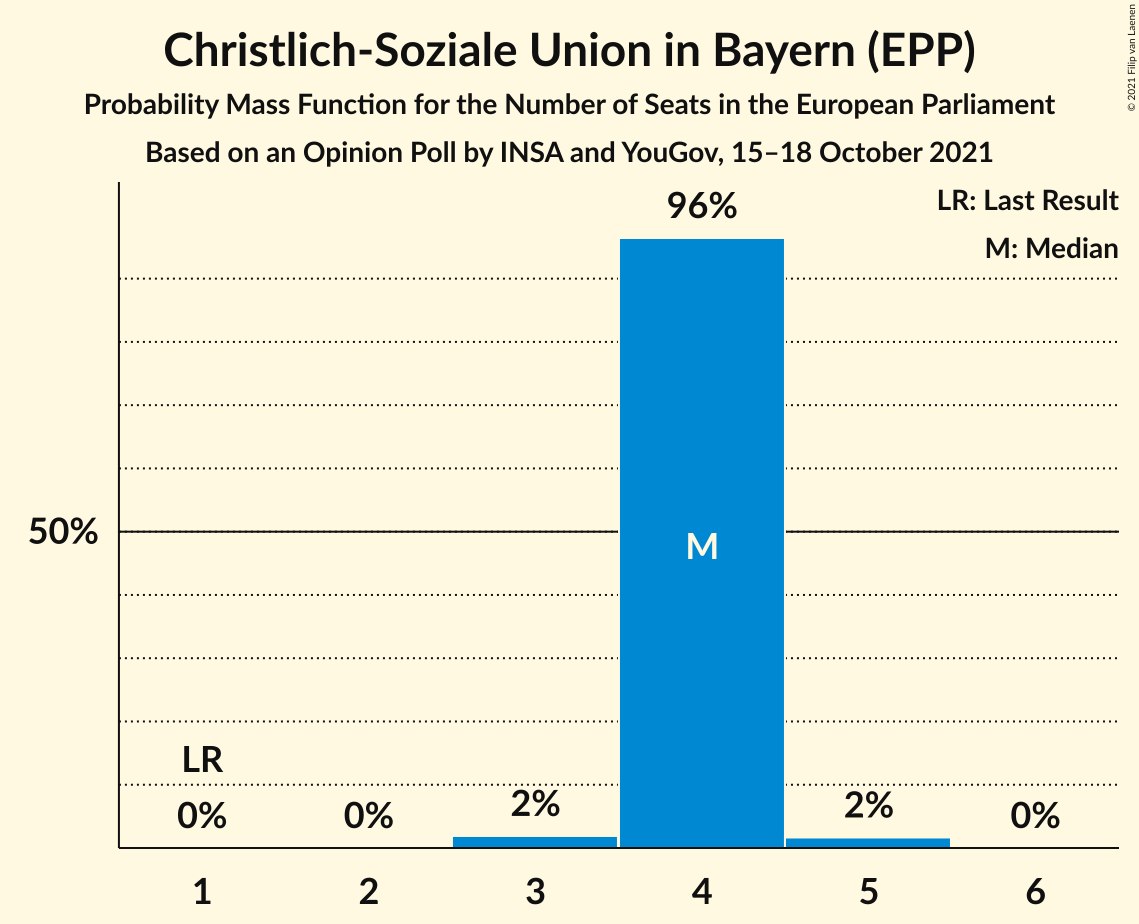 Christlich-Soziale Union in Bayern (EPP)
Probability Mass Function for the Number of Seats in the European Parliament
Based on an Opinion Poll by INSA and YouGov, 15–18 October 2021
© 2021 Filip van Laenen
LR: Last Result
M: Median
96%
50%
M
LR
0%
0%
2%
2%
0%
1
2
3
4
5
6